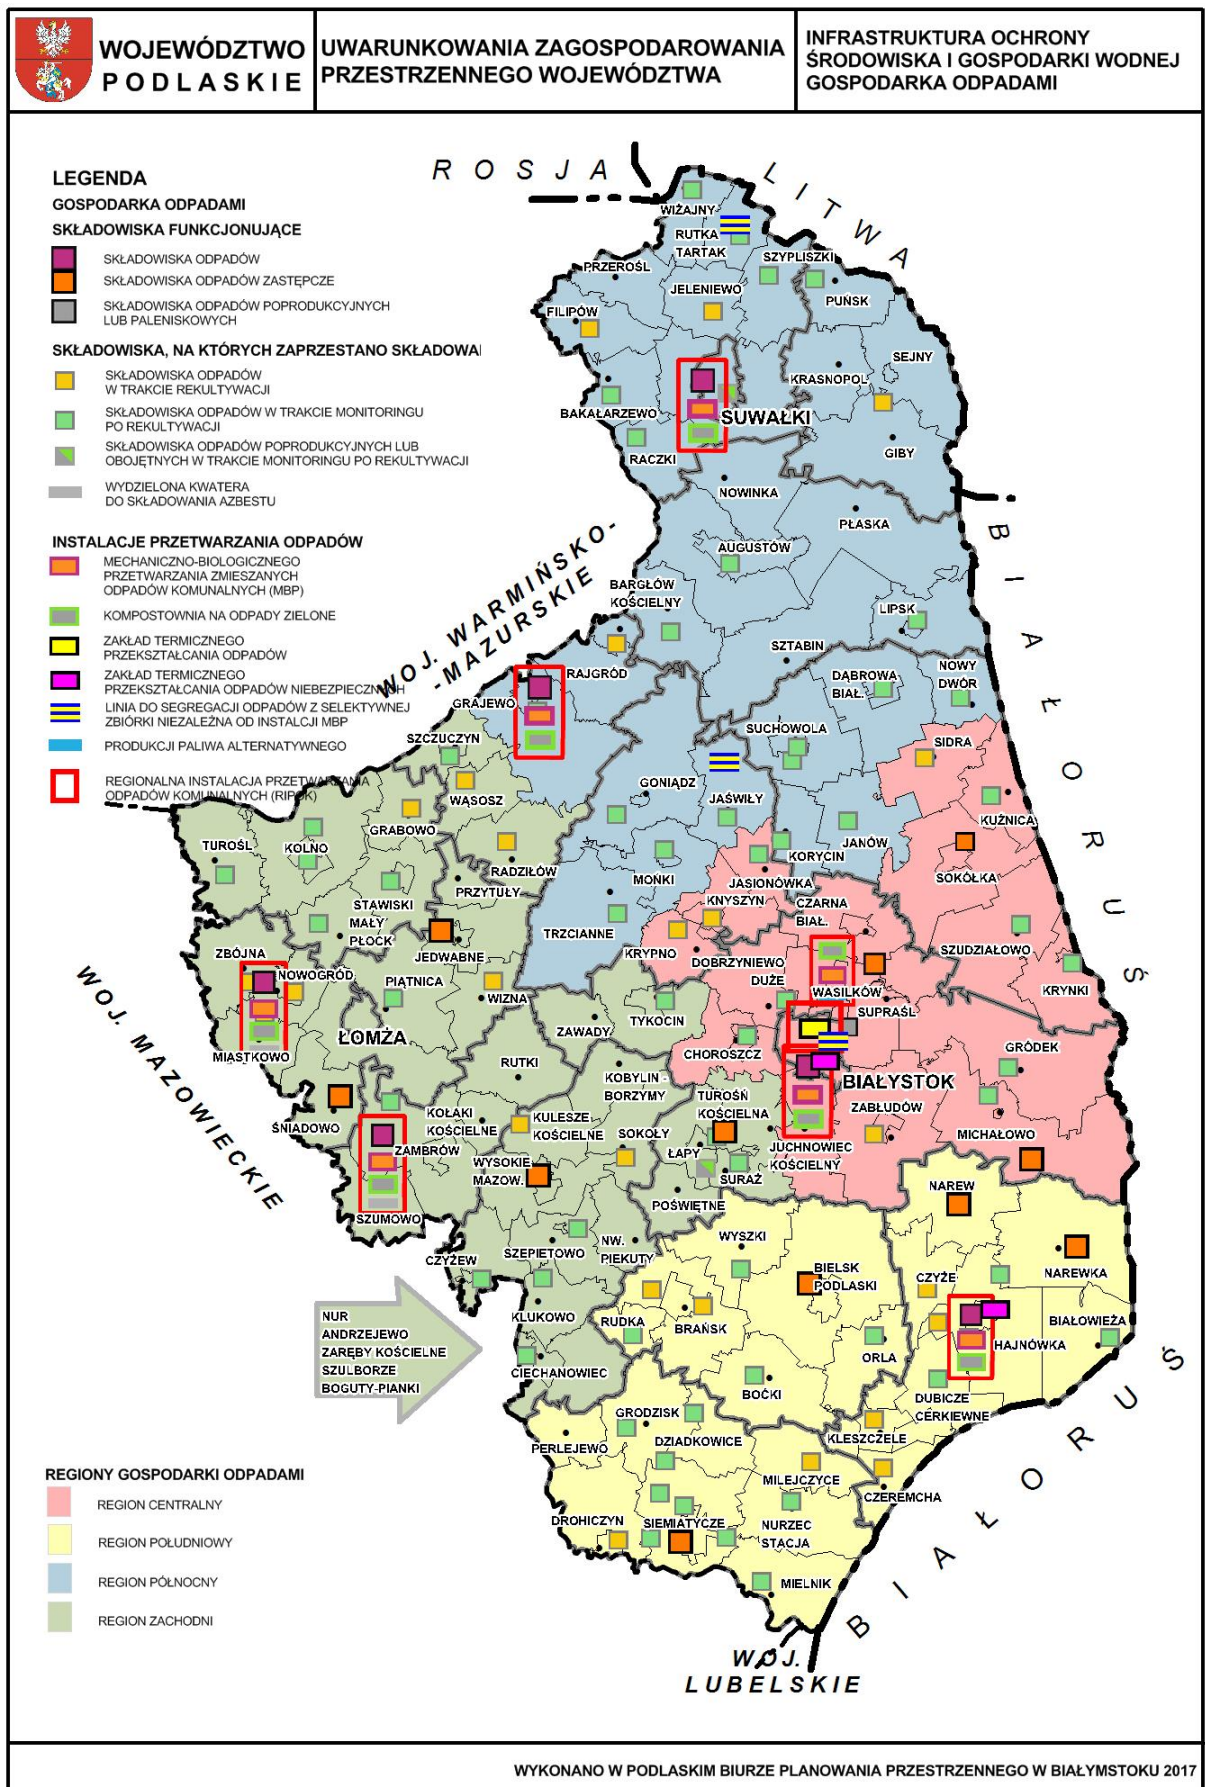 WOJEWÓDZTWO
PODLASKIE
UWARUNKOWANIA ZAGOSPODAROWANIA
PRZESTRZENNEGO WOJEWÓDZTWA
INFRASTRUKTURA OCHRONY
ŚRODOWISKA I GOSPODARKI WODNEJ
GOSPODARKA ODPADAMI
LEGENDA
GOSPODARKA ODPADAMI
SKŁADOWISKA FUNKCJONUJĄCE
SKŁADOWISKA ODPADÓW
SKŁADOWISKA ODPADÓW ZASTĘPCZE
SKŁADOWISKA ODPADÓW POPRODUKCYJNYCH
LUB PALENISKOWYCH
SKŁADOWISKA, NA KTÓRYCH ZAPRZESTANO SKŁADOWA
SKŁADOWISKA ODPADÓW
W TRAKCIE REKULTYWACJI
SKŁADOWISKA ODPADÓW W TRAKCIE MONITORINGU
PO REKULTYWACJI
SKŁADOWISKA ODPADÓW POPRODUKCYJNYCH LUB
OBOJĘTNYCH W TRAKCIE MONITORINGU PO REKULTYWACJI
WYDZIELONA KWATERA
DO SKŁADOWANIA AZBESTU
INSTALACJE PRZETWARZANIA ODPADÓW
MECHANICZNO-BIOLOGICZNEGO
PRZETWARZANIA ZMIESZANYCH
ODPADÓW KOMUNALNYCH (MBP)
KOMPOSTOWNIA NA ODPADY ZIELONE
ZAKŁAD TERMICZNEGO
PRZEKSZTAŁCANIA ODPADÓW
ZAKŁAD TERMICZNEGO
PRZEKSZTAŁCANIA ODPADÓW NIEBEZPIECZNYCH
LINIA DO SEGREGACJI ODPADÓW Z SELEKTYWNEJ
ZBIÓRKI NIEZALEŻNA OD INSTALCJI MBP
PRODUKCJI PALIWA ALTERNATYWNEGO
REGIONALNA INSTALACJA PRZETWARZANIA
ODPADÓW KOMUNALNYCH (RIPOK)
ROSJA
LITWA
BIAŁORUŚ
WOJ. WARMIŃSKO-
-MAZURSKIE
WOJ. MAZOWIECKIE
WIŻAJNY
RUTKA
TARTAK
SZYPLISZKI
PRZEROŚL
PUŃSK
JELENIEWO
FILIPÓW
SEJNY
KRASNOPOL
BAKAŁARZEWO
SUWAŁKI
GIBY
RACZKI
NOWINKA
PŁASKA
AUGUSTÓW
BARGŁÓW
KOŚCIELNY
LIPSK
SZTABIN
NOWY
DWÓR
RAJGRÓD
DĄBROWA
BIAŁ.
GRAJEWO
SUCHOWOLA
SZCZUCZYN
SIDRA
GONIĄDZ
WĄSOSZ
JAŚWIŁY
KUŹNICA
GRABOWO
TUROŚL
KOLNO
KORYCIN
JANÓW
RADZIŁÓW
SOKÓŁKA
MOŃKI
JASIONÓWKA
PRZYTUŁY
STAWISKI
KNYSZYN
CZARNA
BIAŁ.
MAŁY
PŁOCK
TRZCIANNE
SZUDZIAŁOWO
ZBÓJNA
JEDWABNE
KRYPNO
DOBRZYNIEWO
DUŻE
NOWOGRÓD
PIĄTNICA
KRYNKI
WASILKÓW
WIZNA
SUPRAŚL
TYKOCIN
ZAWADY
ŁOMŻA
GRÓDEK
MIASTKOWO
CHOROSZCZ
RUTKI
KOBYLIN -
BORZYMY
BIAŁYSTOK
TUROŚŃ
KOŚCIELNA
ZABŁUDÓW
KOŁAKI
KOŚCIELNE
KULESZE
KOŚCIELNE
ŚNIADOWO
MICHAŁOWO
SOKOŁY
JUCHNOWIEC
KOŚCIELNY
ZAMBRÓW
ŁAPY
WYSOKIE
MAZOW.
SURAŻ
NAREW
POŚWIĘTNE
SZUMOWO
WYSZKI
SZEPIETOWO
NW.
PIEKUTY
BIELSK
PODLASKI
NAREWKA
CZYŻEW
CZYŻE
NUR
ANDRZEJEWO
ZARĘBY KOŚCIELNE
SZULBORZE
BOGUTY-PIANKI
KLUKOWO
RUDKA
BRAŃSK
BIAŁOWIEŻA
HAJNÓWKA
ORLA
CIECHANOWIEC
BOĆKI
DUBICZE
CERKIEWNE
GRODZISK
KLESZCZELE
PERLEJEWO
DZIADKOWICE
MILEJCZYCE
CZEREMCHA
DROHICZYN
SIEMIATYCZE
NURZEC
STACJA
MIELNIK
BIAŁORUŚ
WOJ.
LUBELSKIE
REGIONY GOSPODARKI ODPADAMI
REGION CENTRALNY
REGION POŁUDNIOWY
REGION PÓŁNOCNY
REGION ZACHODNI
WYKONANO W PODLASKIM BIURZE PLANOWANIA PRZESTRZENNEGO W BIAŁYMSTOKU 2017